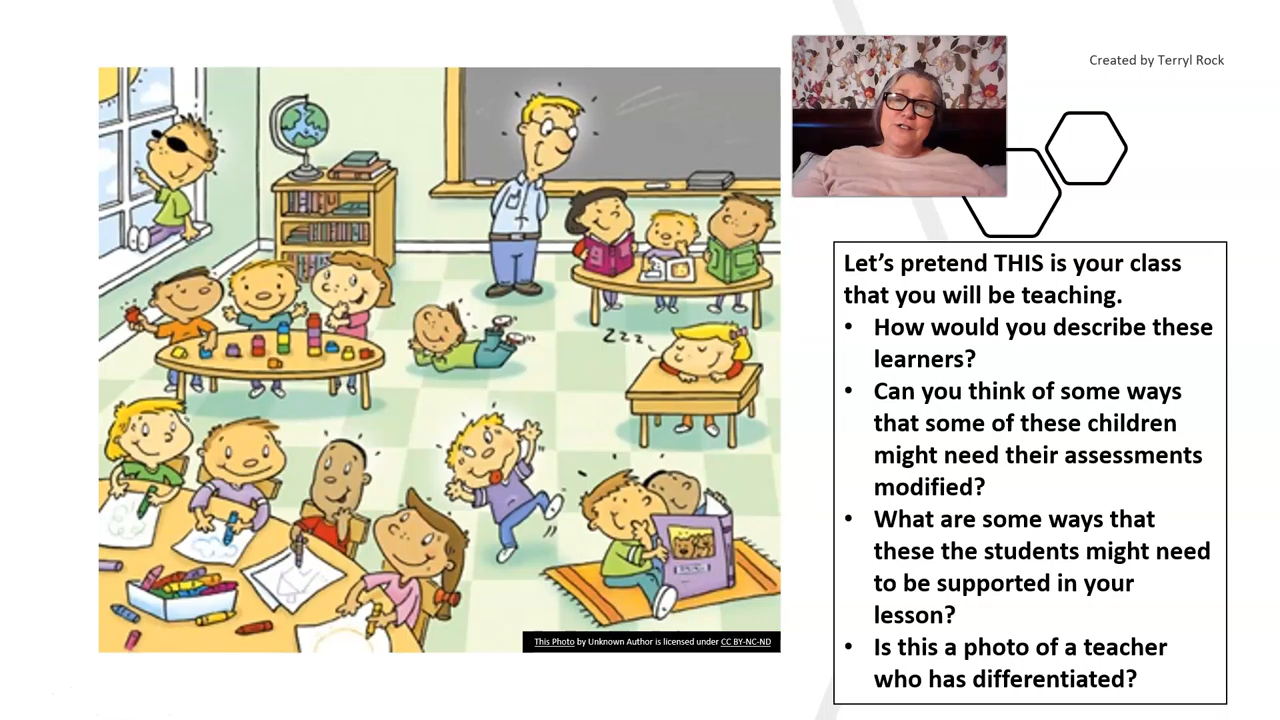 Created by Terryl Rock
Let’s pretend THIS is your class
that you will be teaching.
• How would you describe these
learners?
• Can you think of some ways
that some of these children
might need their assessments
modified?
• What are some ways that
these the students might need
to be supported in your
lesson?
• Is this a photo of a teacher
who has differentiated?
zzz
This Photo by Unknown Author is licensed under CC BY-NC-ND